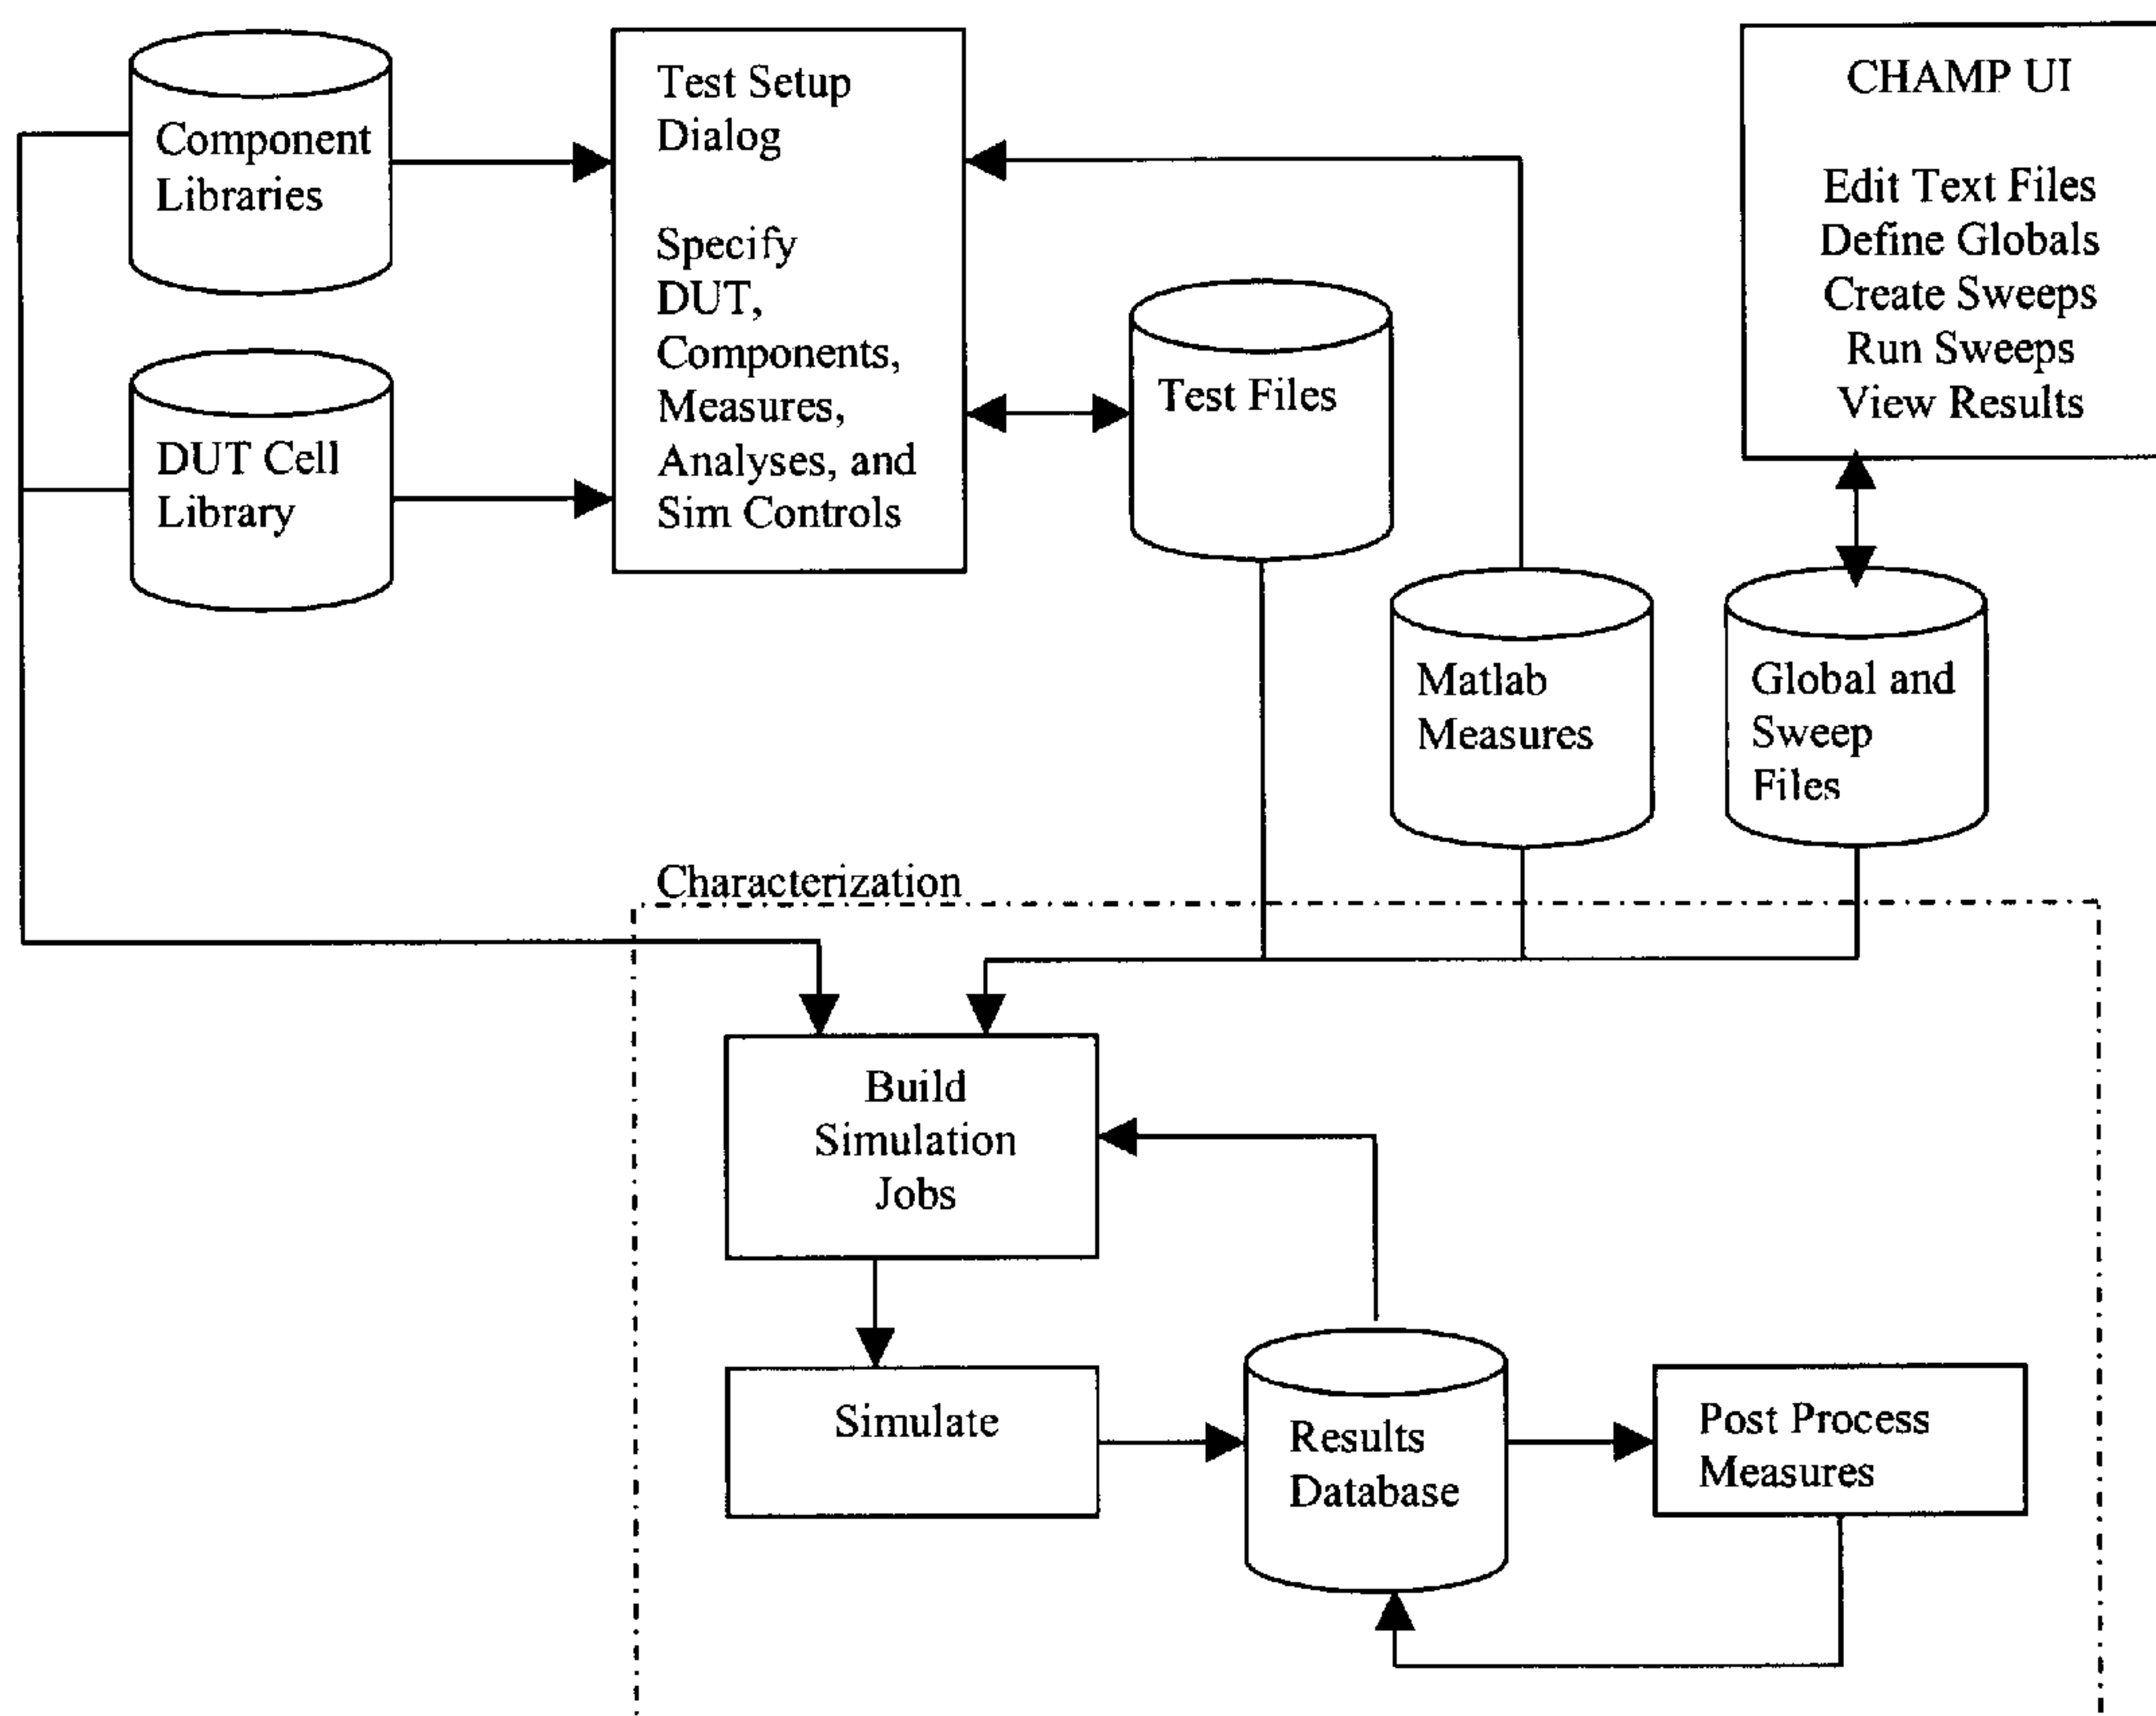 Component
Libraries
DUT Cell
Library
Test Setup
Dialog
Specify
DUT,
Components,
Measures,
Analyses, and
Sim Controls
Test Files
CHAMP UI
Edit Text Files
Define Globals
Create Sweeps
Run Sweeps
View Results
Matlab
Measures
Global and
Sweep
Files
Characterization
Build
Simulation
Jobs
Simulate
Results
Database
Post Process
Measures